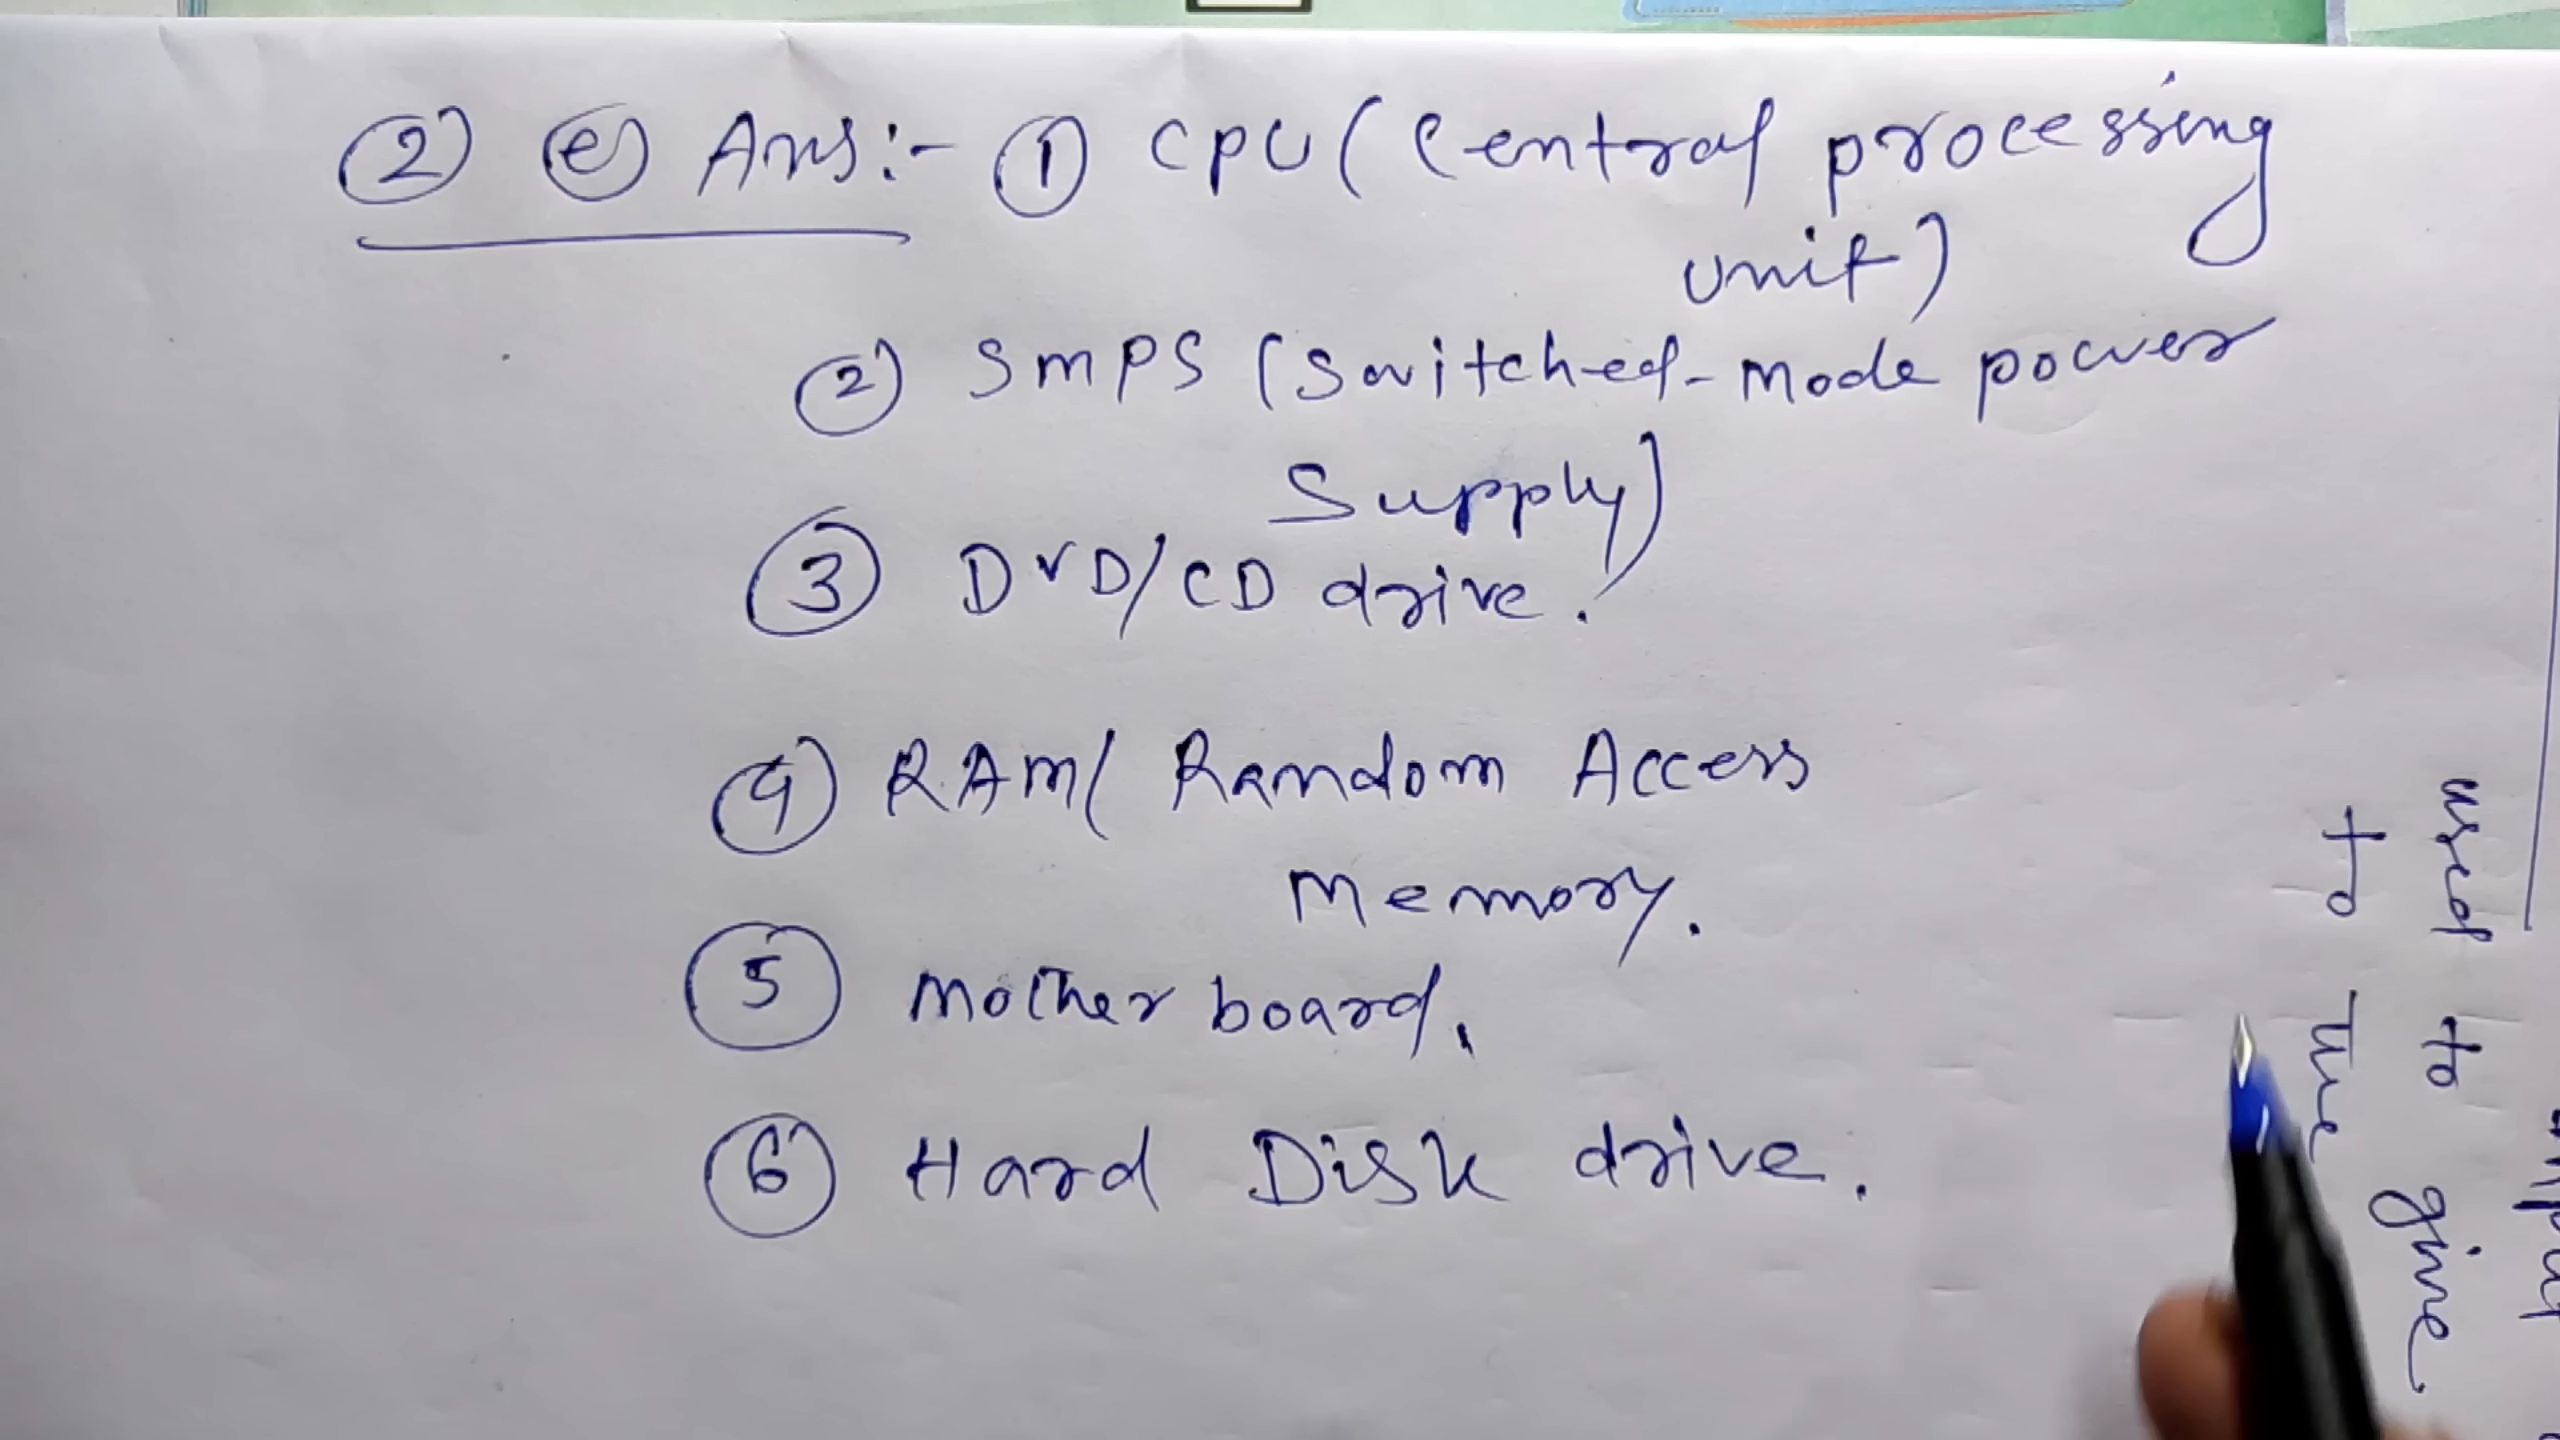 ② ⓔ Ans:- ① CPU (Central processing
unit)
② SMPS (Switched-Mode power
Supply)
③ DVD/CD drive.
④ RAM( Random Access
Memory.
⑤ Mother board.
⑥ Hard Disk drive.
used to give
to the